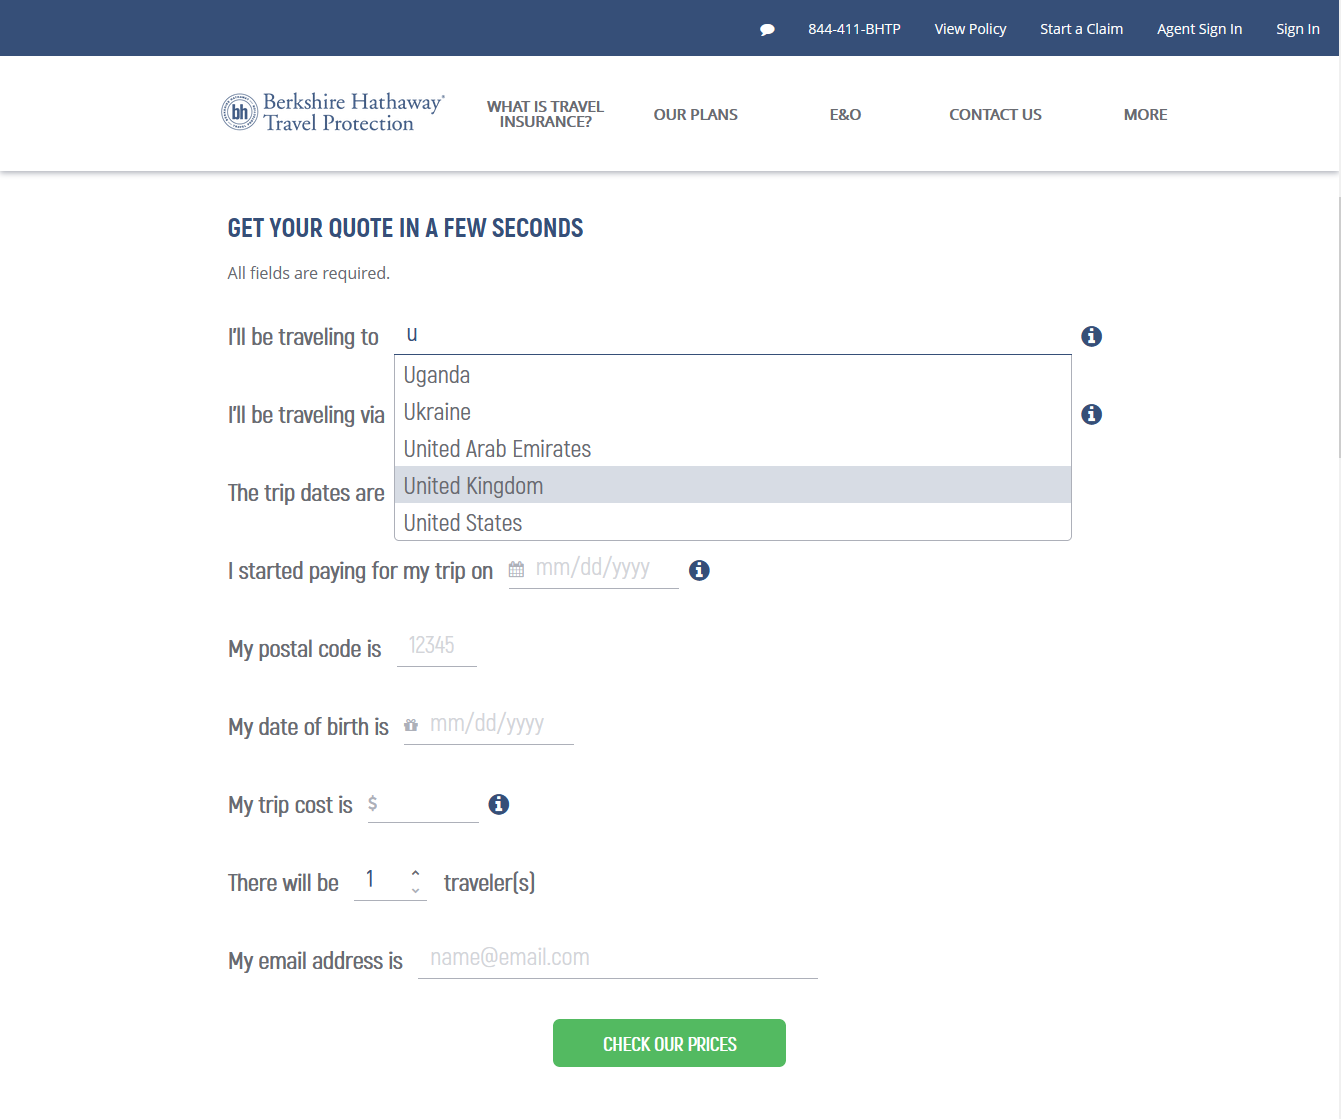 844-411-BHTP View Policy Start a Claim Agent Sign In Sign In
bh Berkshire Hathaway
Travel Protection
WHAT IS TRAVEL
INSURANCE?
OUR PLANS
E&O
CONTACT US
MORE
GET YOUR QUOTE IN A FEW SECONDS
All fields are required.
I'll be traveling to u
Uganda
I'll be traveling via
Ukraine
United Arab Emirates
The trip dates are
United Kingdom
United States
I started paying for my trip on mm/dd/yyyy
My postal code is 12345
My date of birth is mm/dd/yyyy
My trip cost is $
There will be 1 traveler(s)
My email address is name@email.com
CHECK OUR PRICES